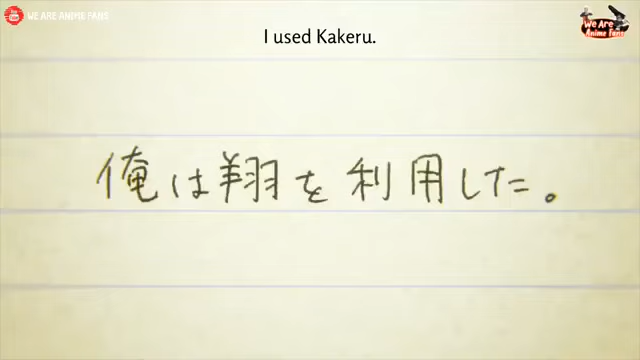 WE ARE ANIME FANS
We Are
Anime Fans
I used Kakeru.
俺は翔を利用した。